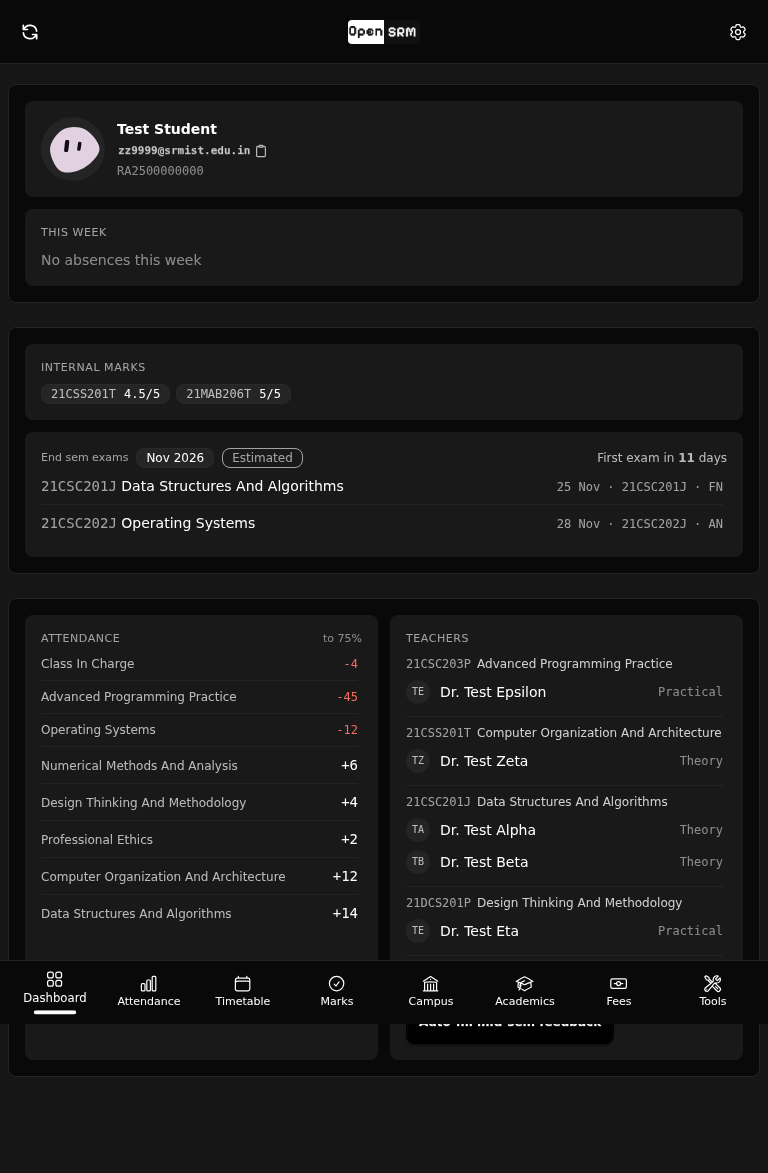 Open SRM
Test Student
zz9999@srmist.edu.in
RA2500000000
THIS WEEK
No absences this week
INTERNAL MARKS
21CSS201T 4.5/5 21MAB206T 5/5
End sem exams Nov 2026 Estimated First exam in 11 days
21CSC201J Data Structures And Algorithms 25 Nov · 21CSC201J · FN
21CSC202J Operating Systems 28 Nov · 21CSC202J · AN
ATTENDANCE to 75%
Class In Charge -4
Advanced Programming Practice -45
Operating Systems -12
Numerical Methods And Analysis +6
Design Thinking And Methodology +4
Professional Ethics +2
Computer Organization And Architecture +12
Data Structures And Algorithms +14
TEACHERS
21CSC203P Advanced Programming Practice
TE Dr. Test Epsilon Practical
21CSS201T Computer Organization And Architecture
TZ Dr. Test Zeta Theory
21CSC201J Data Structures And Algorithms
TA Dr. Test Alpha Theory
TB Dr. Test Beta Theory
21DCS201P Design Thinking And Methodology
TE Dr. Test Eta Practical
Dashboard Attendance Timetable Marks Campus Academics Fees Tools